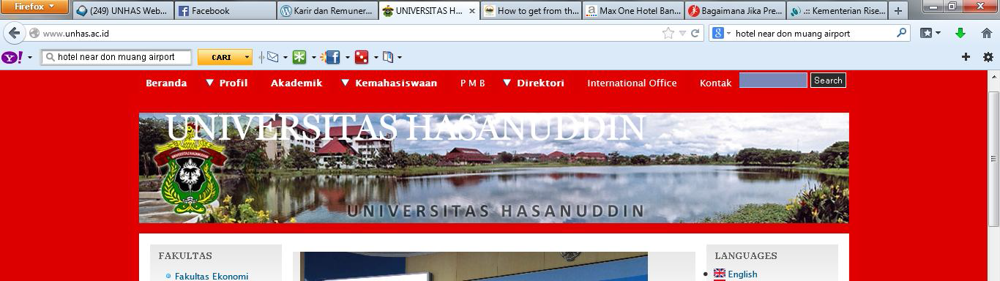 Firefox
(249) UNHAS Web...
Facebook
Karir dan Remuner...
UNIVERSITAS H...
How to get from th...
Max One Hotel Ban...
Bagaimana Jika Pre...
.:: Kementerian Rise...
www.unhas.ac.id
hotel near don muang airport
Y!
hotel near don muang airport
CARI
Beranda
Profil
Akademik
Kemahasiswaan
P M B
Direktori
International Office
Kontak
Search
UNIVERSITAS HASANUDDIN
UNIVERSITAS HASANUDDIN
UNIVERSITAS HASANUDDIN
FAKULTAS
Fakultas Ekonomi
LANGUAGES
English